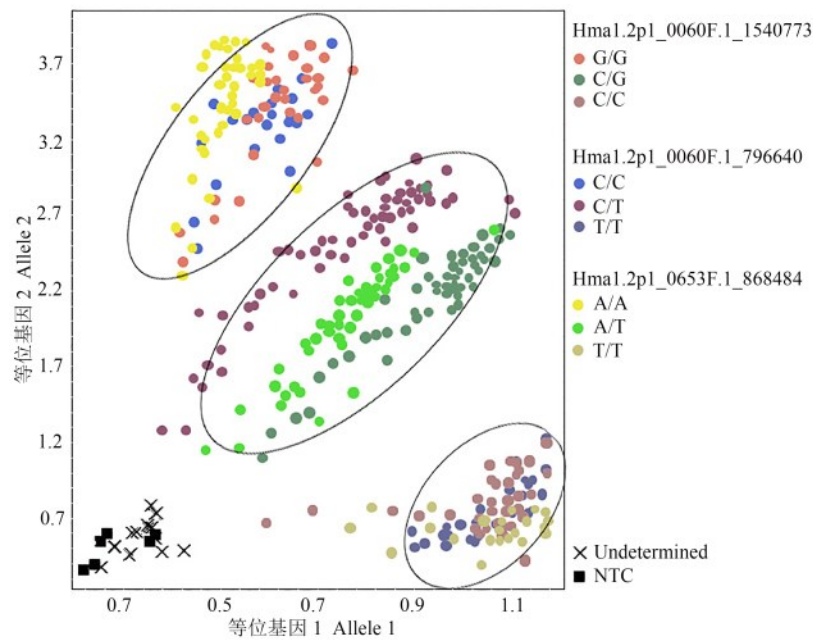 3.7
3.2
2.7
2.2
1.7
1.2
0.7
等位基因 2 Allele 2
0.7 0.5 0.7 0.9 1.1
等位基因 1 Allele 1
Hma1.2p1_0060F.1_1540773
G/G
C/G
C/C
Hma1.2p1_0060F.1_796640
C/C
C/T
T/T
Hma1.2p1_0653F.1_868484
A/A
A/T
T/T
Undetermined
NTC